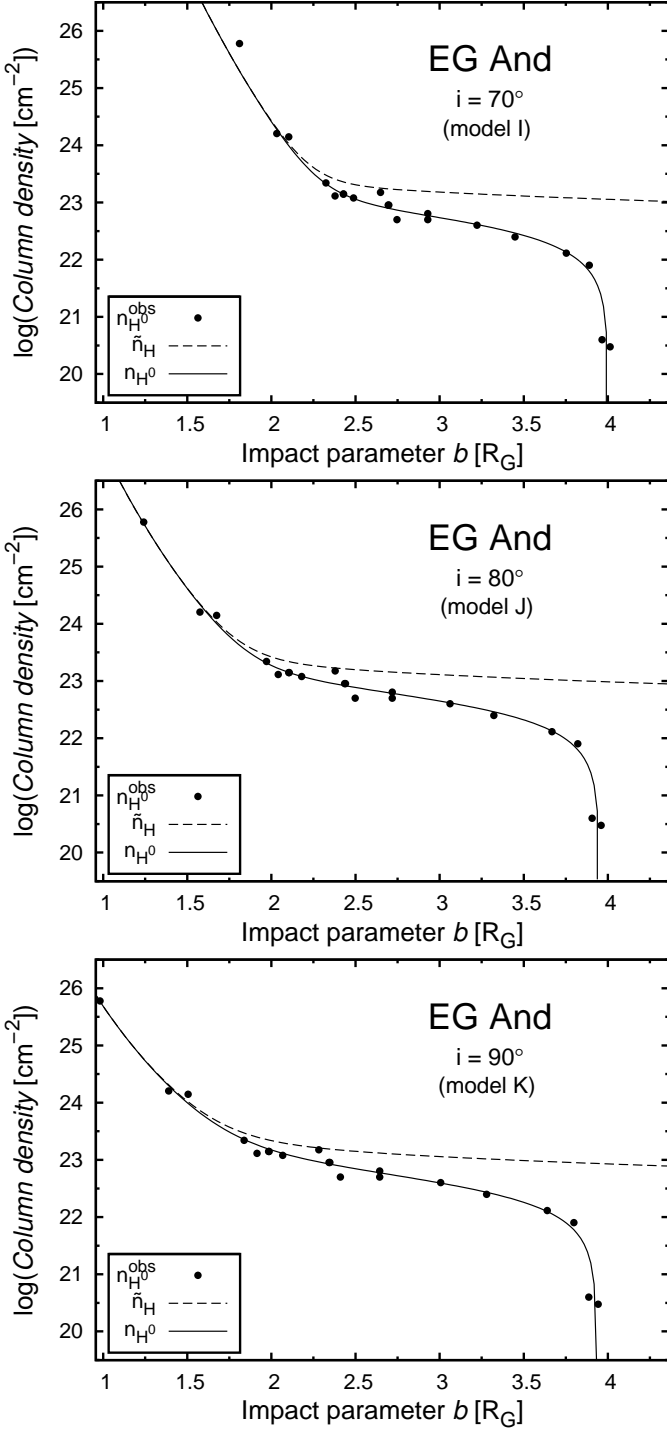 26
25
24
23
22
21
20
log(Column density [cm⁻²])
EG And
i = 70°
(model I)
n_H⁰^obs
ñ_H
n_H⁰
1 1.5 2 2.5 3 3.5 4
Impact parameter b [R_G]
26
25
24
23
22
21
20
log(Column density [cm⁻²])
EG And
i = 80°
(model J)
n_H⁰^obs
ñ_H
n_H⁰
1 1.5 2 2.5 3 3.5 4
Impact parameter b [R_G]
26
25
24
23
22
21
20
log(Column density [cm⁻²])
EG And
i = 90°
(model K)
n_H⁰^obs
ñ_H
n_H⁰
1 1.5 2 2.5 3 3.5 4
Impact parameter b [R_G]